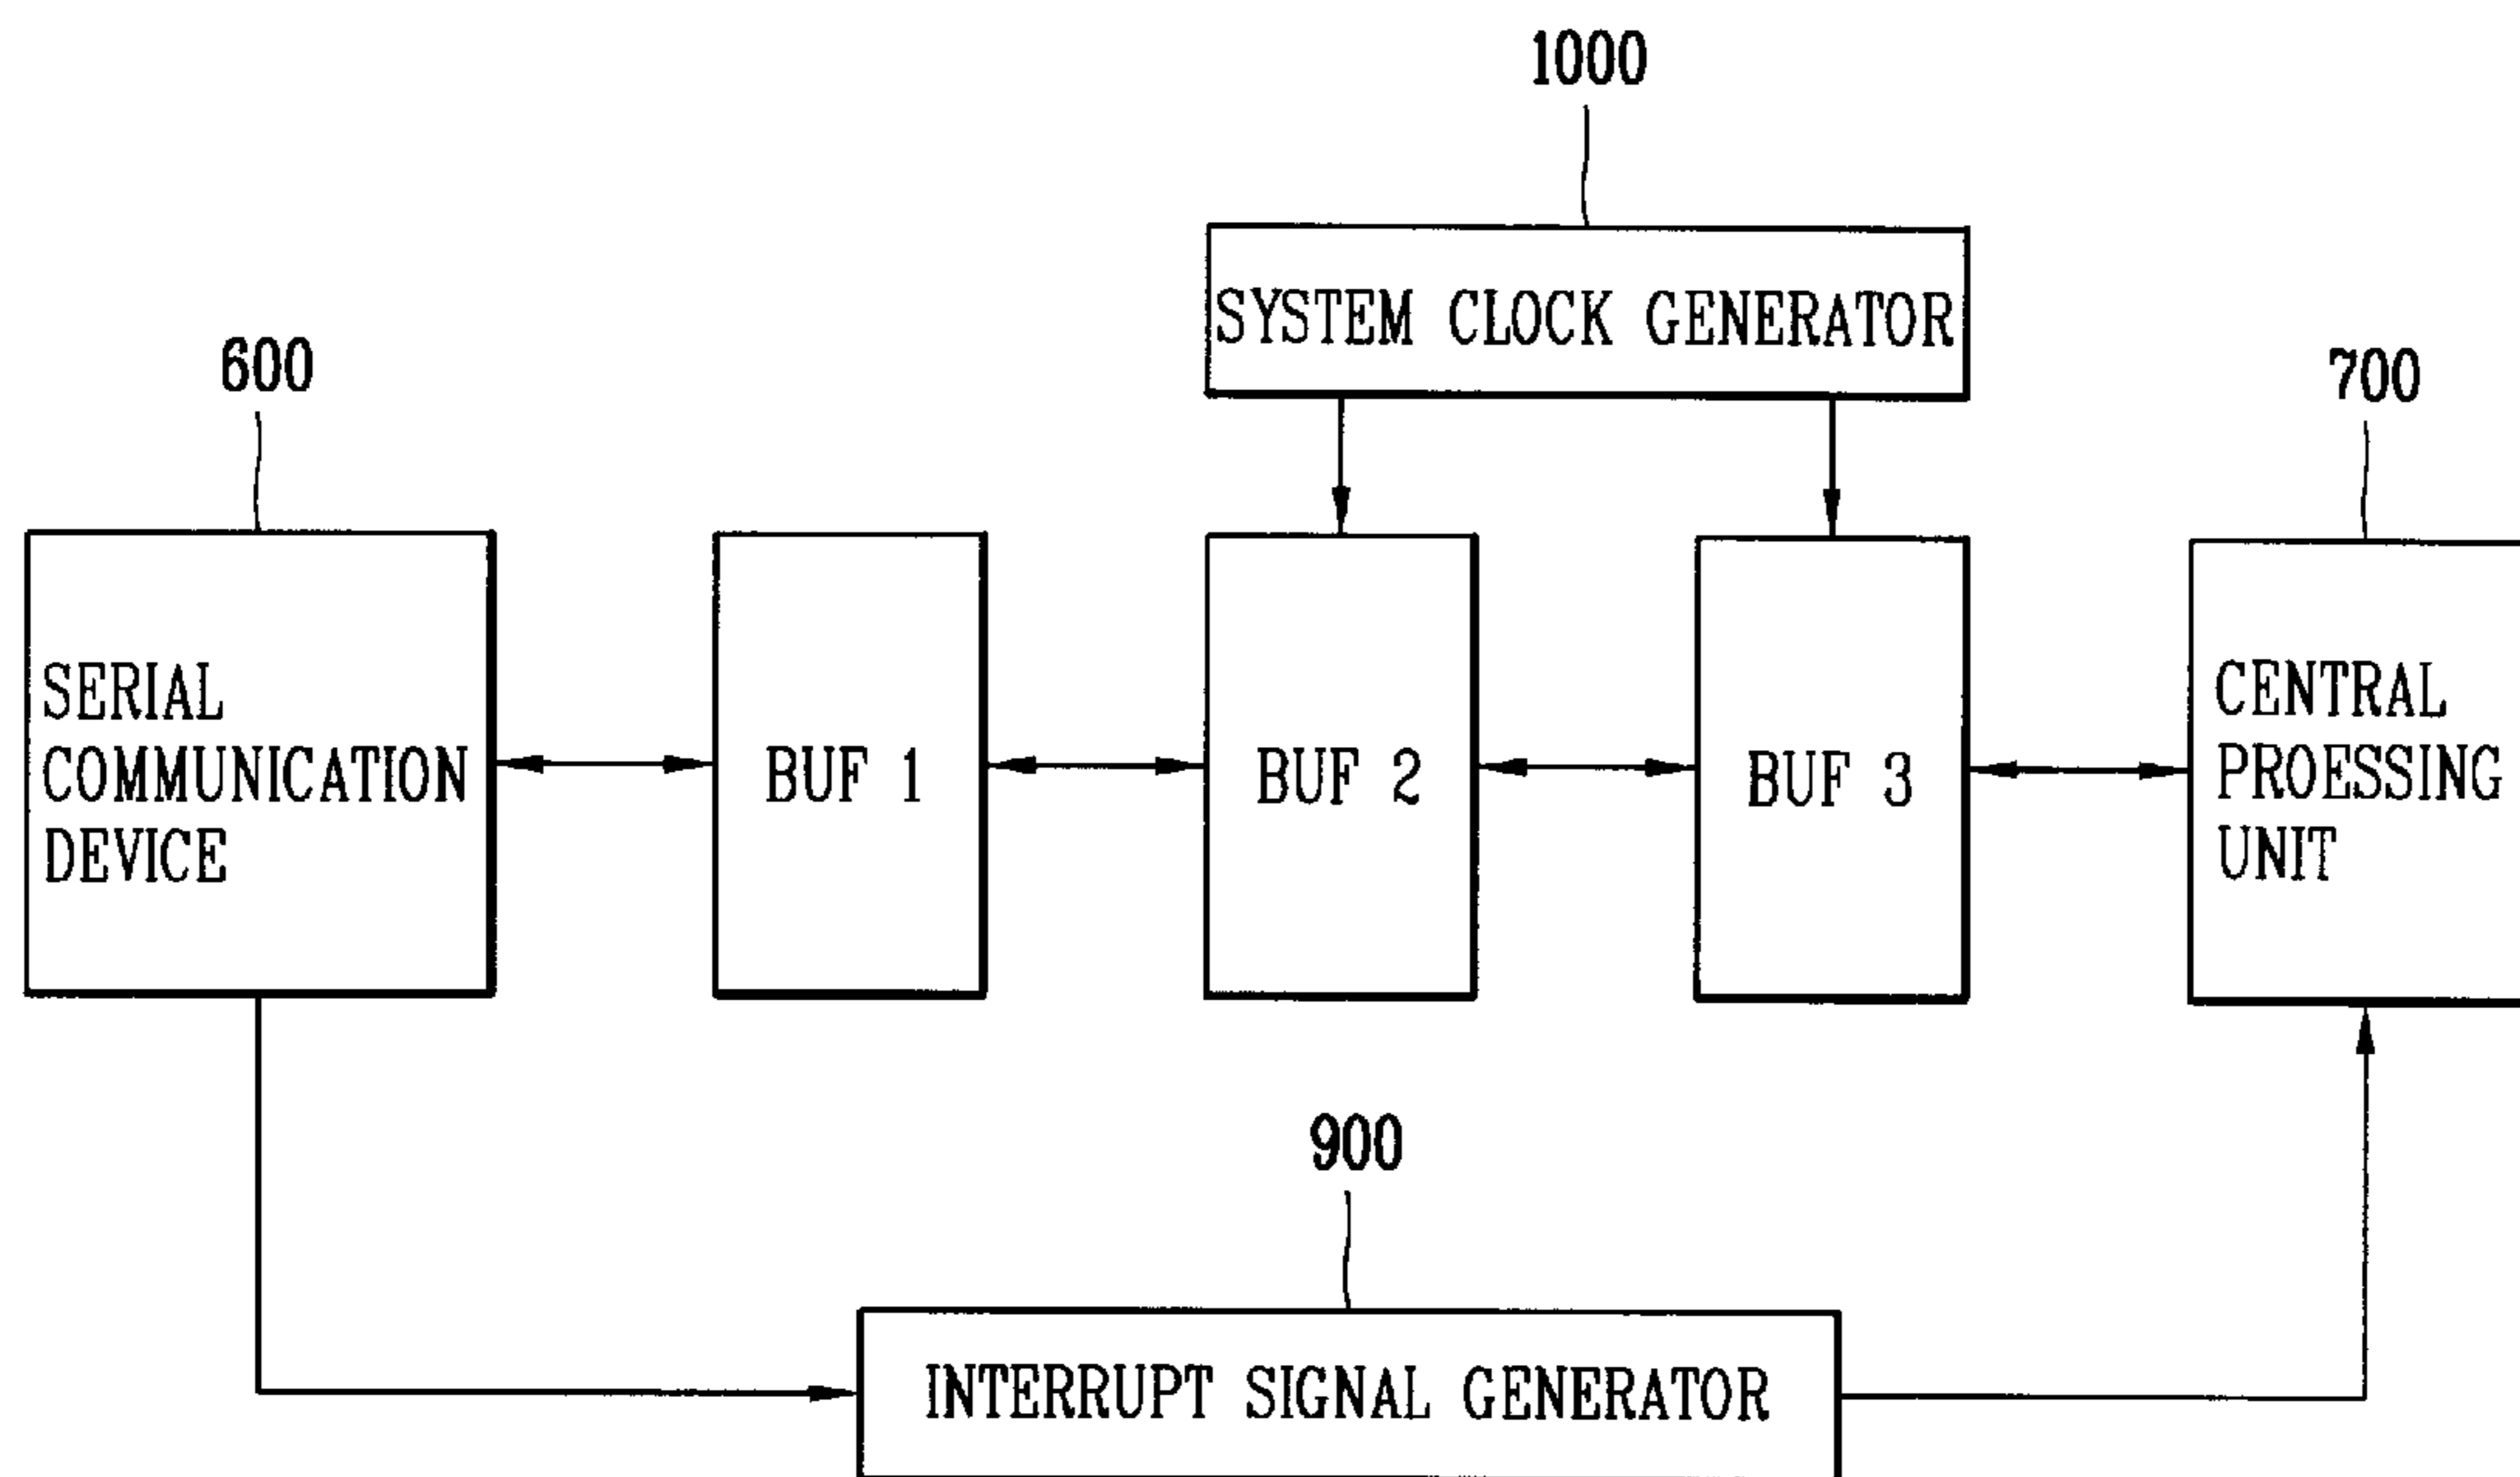 1000
SYSTEM CLOCK GENERATOR
600
700
SERIAL
COMMUNICATION
DEVICE
BUF 1
BUF 2
BUF 3
CENTRAL
PROESSING
UNIT
900
INTERRUPT SIGNAL GENERATOR